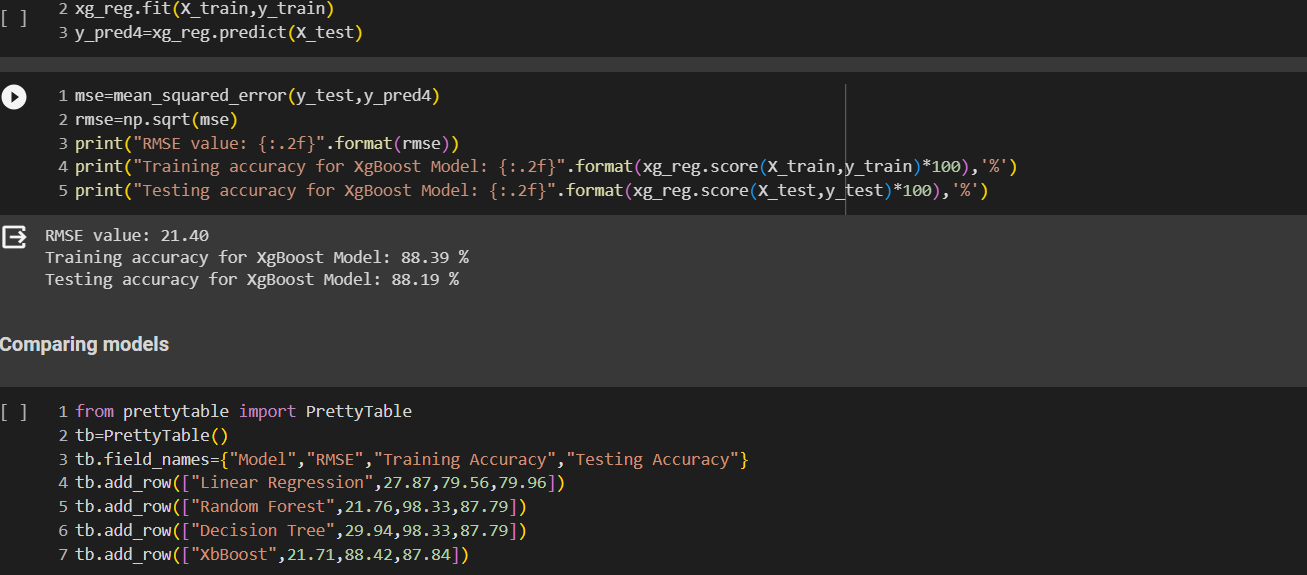 2 xg_reg.fit(X_train,y_train)
[ ]
3 y_pred4=xg_reg.predict(X_test)
1 mse=mean_squared_error(y_test,y_pred4)
2 rmse=np.sqrt(mse)
3 print("RMSE value: {:.2f}".format(rmse))
4 print("Training accuracy for XgBoost Model: {:.2f}".format(xg_reg.score(X_train,y_train)*100),'%')
5 print("Testing accuracy for XgBoost Model: {:.2f}".format(xg_reg.score(X_test,y_test)*100),'%')
RMSE value: 21.40
Training accuracy for XgBoost Model: 88.39 %
Testing accuracy for XgBoost Model: 88.19 %
Comparing models
[ ] 1 from prettytable import PrettyTable
2 tb=PrettyTable()
3 tb.field_names={"Model","RMSE","Training Accuracy","Testing Accuracy"}
4 tb.add_row(["Linear Regression",27.87,79.56,79.96])
5 tb.add_row(["Random Forest",21.76,98.33,87.79])
6 tb.add_row(["Decision Tree",29.94,98.33,87.79])
7 tb.add_row(["XbBoost",21.71,88.42,87.84])